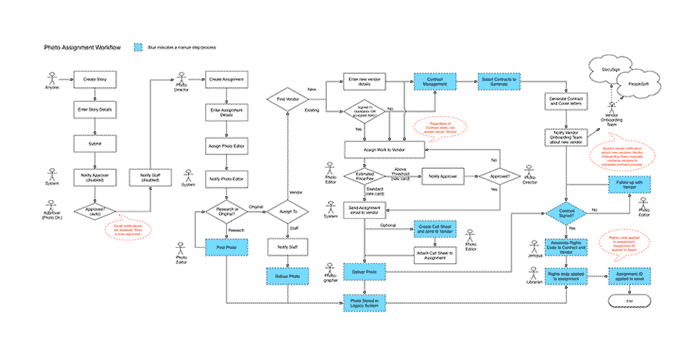 Photo Assignment Workflow
Blue indicates a manual step/process
Anyone
Create Story
Enter Story Details
Submit
System
Notify Approver
(disabled)
Notify Staff
(disabled)
Approver
(Photo DK)
Approved?
(auto)
Email notifications
are disabled. Story
is auto approved.
Photo
Director
Create Assignment
Enter Assignment
Details
Assign Photo Editor
System
Notify Photo Editor
Research or
Original?
Original
Research
Photo
Editor
Find Photo
Find Vendor
New
Existing
Vendor
Assign To
Staff
Notify Staff
Deliver Photo
Enter new vendor
details
No
Yes
Contract
Management
Select Contracts to
Generate
Regardless of
Contract state, can
always assign Vendor
Assign Work to Vendor
Photo
Editor
Estimated
Price/Fee
Above
Threshold
(rate card)
Notify Approver
Approved?
No
Yes
Photo
Director
Standard
(rate card)
System
Send Assignment
email to vendor
Optional
Create Call Sheet
and send to Vendor
Photo
Editor
Attach Call Sheet to
Assignment
Photo-
grapher
Deliver Photo
Photo Stored in
Legacy System
DocuSign
PeopleSoft
Generate Contract
and Cover letters
Vendor
Onboarding
Team
Notify Vendor
Onboarding Team
about new vendor
System sends notification
about new vendors. Vendor
Onboarding Team manually
contacts vendors to
complete contract process
Follow-up with
Vendor
Photo
Editor
Contract
Signed?
No
Yes
Associate Rights
Code to Contract and
Vendor
Rights code applied
to assignment.
Assignment ID
applied to asset
Librarian
Rights code applied
to assignment
Assignment ID
applied to asset
End